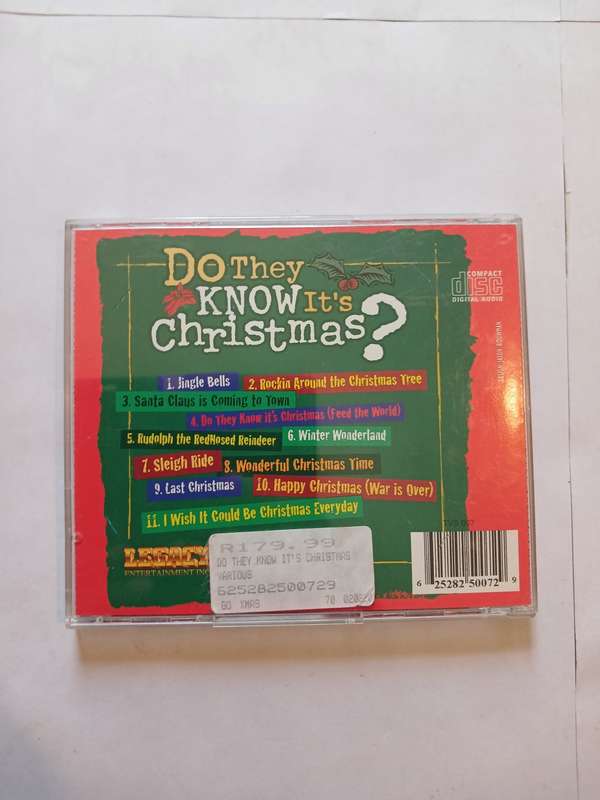 Do They
Know It's
Christmas?
COMPACT
disc
DIGITAL AUDIO
1. Jingle Bells
2. Rockin Around the Christmas Tree
3. Santa Claus is Coming to Town
4. Do They Know it's Christmas (Feed the World)
5. Rudolph the RedNosed Reindeer
6. Winter Wonderland
7. Sleigh Ride
8. Wonderful Christmas Time
9. Last Christmas
10. Happy Christmas (War is Over)
11. I Wish It Could Be Christmas Everyday
LEGACY
ENTERTAINMENT INC
R179.99
DO THEY KNOW IT'S CHRISTMAS
VARIOUS
625282500729
GO XMAS 70
6 25282 50072 9